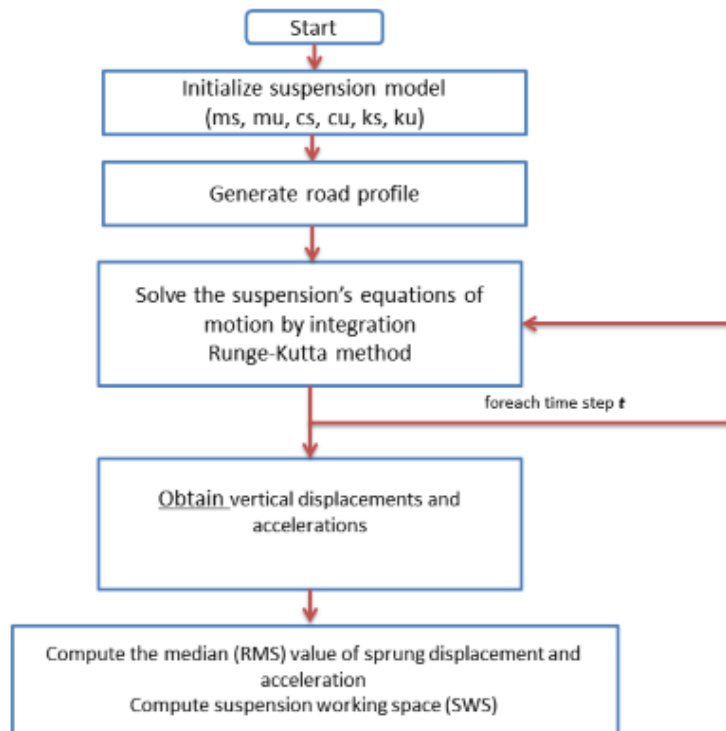 Start
Initialize suspension model
(ms, mu, cs, cu, ks, ku)
Generate road profile
Solve the suspension's equations of
motion by integration
Runge-Kutta method
foreach time step t
Obtain vertical displacements and
accelerations
Compute the median (RMS) value of sprung displacement and
acceleration
Compute suspension working space (SWS)